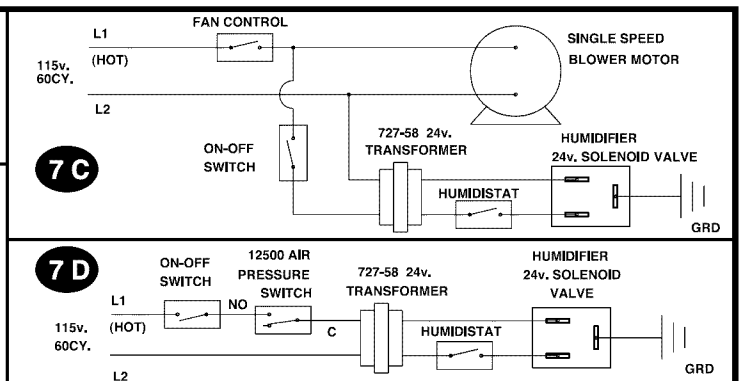 FAN CONTROL
L1
(HOT)
115v.
60CY.
L2
SINGLE SPEED
BLOWER MOTOR
ON-OFF
SWITCH
727-58 24v.
TRANSFORMER
HUMIDISTAT
HUMIDIFIER
24v. SOLENOID VALVE
GRD
7 C
7 D
ON-OFF
SWITCH
12500 AIR
PRESSURE
SWITCH
727-58 24v.
TRANSFORMER
HUMIDIFIER
24v. SOLENOID
VALVE
L1
(HOT)
NO
C
115v.
60CY.
HUMIDISTAT
L2
GRD